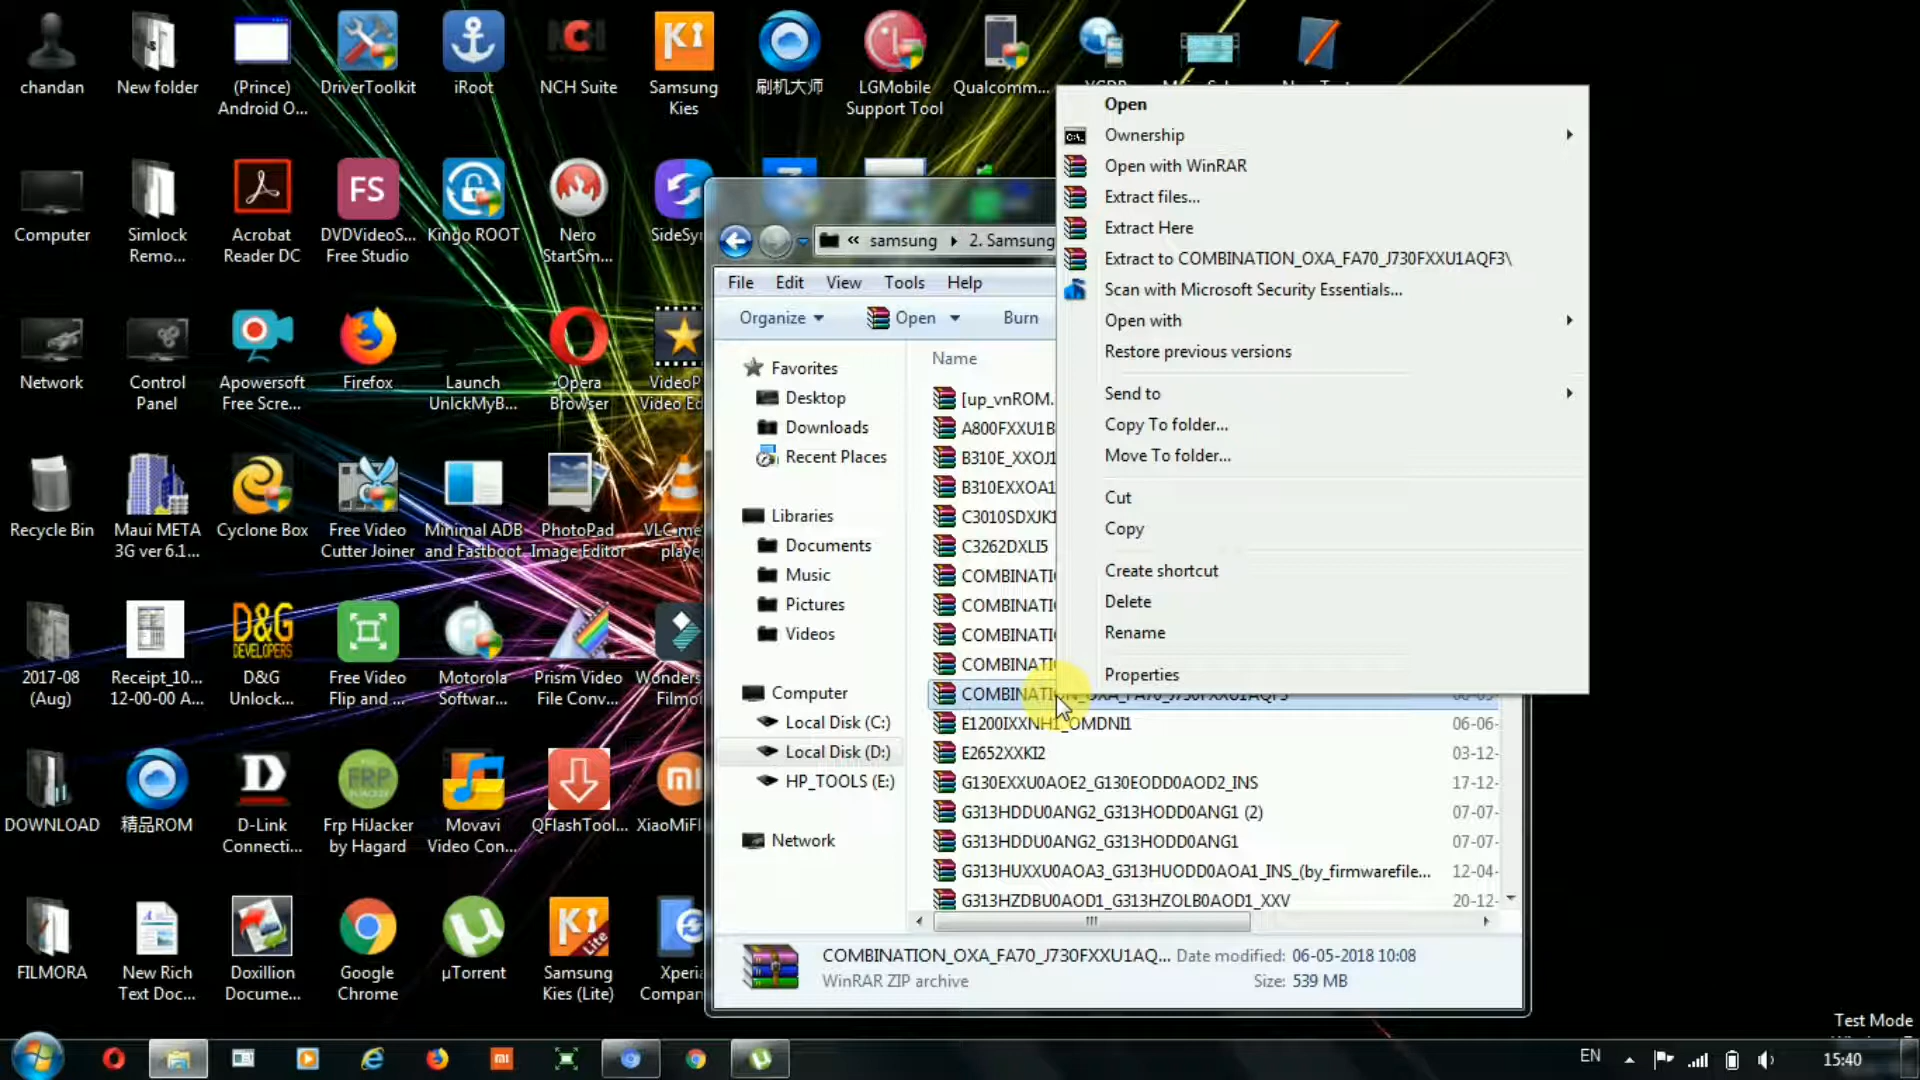 chandan
New folder
(Prince)
Android O...
DriverToolkit
iRoot
NCH Suite
Samsung
Kies
刷机大师
LGMobile
Support Tool
Qualcomm...
Computer
Simlock
Remo...
Acrobat
Reader DC
DVDVideoS...
Free Studio
Kingo ROOT
Nero
StartSm...
SideSy
Network
Control
Panel
Apowersoft
Free Scre...
Firefox
Launch
UnlckMyB...
Opera
Browser
VideoP
Video Ed
Recycle Bin
Maui META
3G ver 6.1...
Cyclone Box
Free Video
Cutter Joiner
Minimal ADB
and Fastboot
PhotoPad
Image Editor
VLC me
playe
2017-08
(Aug)
Receipt_10...
12-00-00 A...
D&G
DEVELOPERS
D&G
Unlock...
Free Video
Flip and ...
Motorola
Softwar...
Prism Video
File Conv...
Wonders
Filmo
DOWNLOAD
精品ROM
D-Link
Connecti...
FRP
Frp HiJacker
by Hagard
Movavi
Video Con...
QFlashTool...
XiaoMiFl
FILMORA
New Rich
Text Doc...
Doxillion
Docume...
Google
Chrome
µTorrent
Ki Lite
Samsung
Kies (Lite)
Xperia
Compan
« samsung
2. Samsung
File
Edit
View
Tools
Help
Organize
Open
Burn
Favorites
Desktop
Downloads
Recent Places
Libraries
Documents
Music
Pictures
Videos
Computer
Local Disk (C:)
Local Disk (D:)
HP_TOOLS (E:)
Network
Name
[up_vnROM.
A800FXXU1B
B310E_XXOJ1
B310EXXOA1
C3010SDXJK1
C3262DXLI5
COMBINATI
COMBINATI
COMBINATI
COMBINATI
COMBINATION_OXA_FA70_J730FXXU1AQF3
E1200IXXNH1_OMDNI1 06-06-
E2652XXKI2 03-12-
G130EXXU0AOE2_G130EODD0AOD2_INS 17-12-
G313HDDU0ANG2_G313HODD0ANG1 (2) 07-07-
G313HDDU0ANG2_G313HODD0ANG1 07-07-
G313HUXXU0AOA3_G313HUODD0AOA1_INS_(by_firmwarefile... 12-04-
G313HZDBU0AOD1_G313HZOLB0AOD1_XXV 20-12-
COMBINATION_OXA_FA70_J730FXXU1AQ... Date modified: 06-05-2018 10:08
WinRAR ZIP archive Size: 539 MB
Open
Ownership
Open with WinRAR
Extract files...
Extract Here
Extract to COMBINATION_OXA_FA70_J730FXXU1AQF3\
Scan with Microsoft Security Essentials...
Open with
Restore previous versions
Send to
Copy To folder...
Move To folder...
Cut
Copy
Create shortcut
Delete
Rename
Properties
Test Mode
EN
15:40